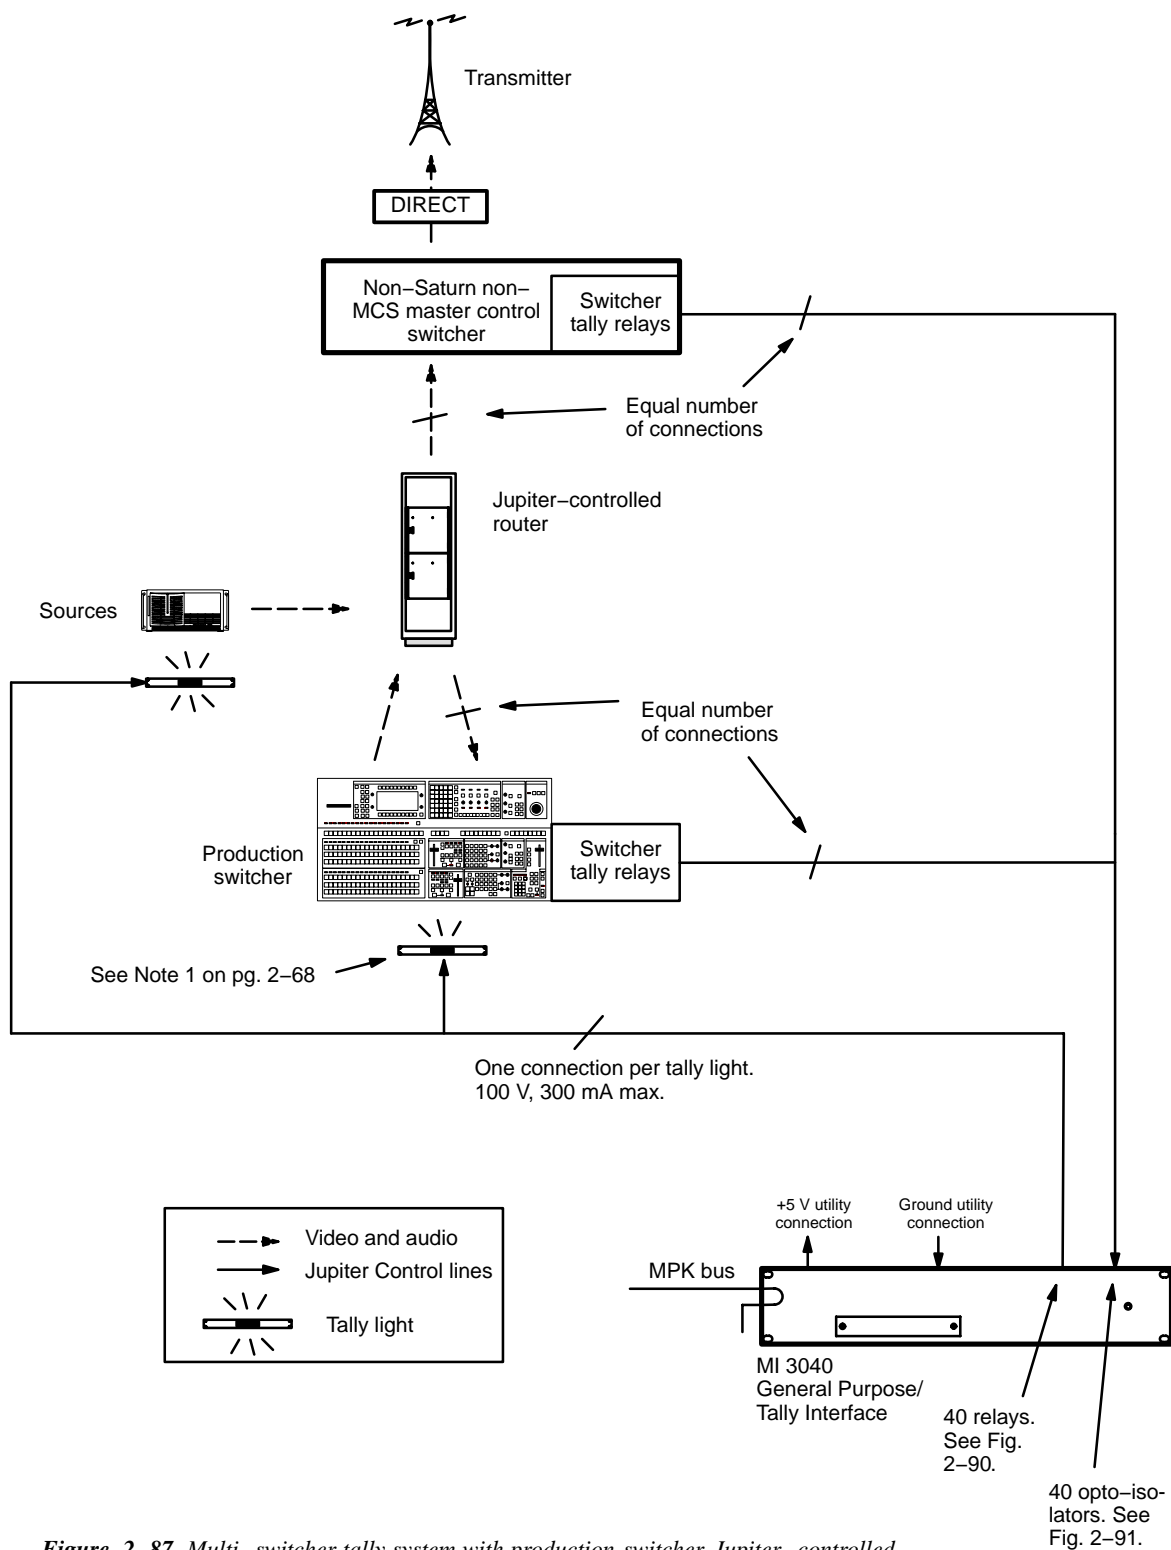 Transmitter
DIRECT
Non–Saturn non–
MCS master control
switcher
Switcher
tally relays
Equal number
of connections
Jupiter–controlled
router
Sources
Equal number
of connections
Production
switcher
Switcher
tally relays
See Note 1 on pg. 2–68
One connection per tally light.
100 V, 300 mA max.
+5 V utility
connection
Ground utility
connection
Video and audio
Jupiter Control lines
Tally light
MPK bus
MI 3040
General Purpose/
Tally Interface
40 relays.
See Fig.
2–90.
40 opto–iso-
lators. See
Fig. 2–91.
Figure 2–87. Multi–switcher tally system with production switcher, Jupiter–controlled